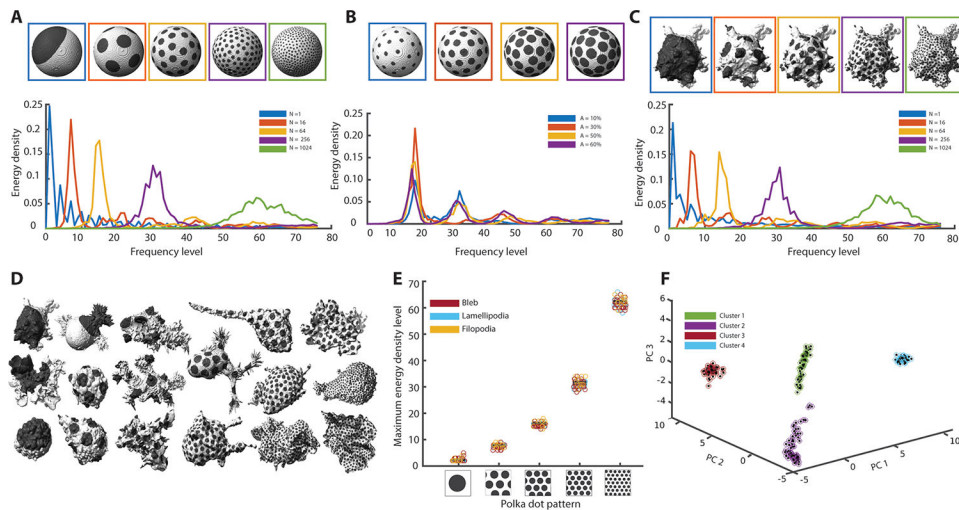 A
B
C
0.25
0.20
0.15
0.10
0.05
0
Energy density
0 10 20 30 40 50 60 70 80
Frequency level
N =1
N = 16
N = 64
N = 256
N = 1024
0.25
0.20
0.15
0.10
0.05
0
Energy density
0 10 20 30 40 50 60 70 80
Frequency level
A = 10%
A = 30%
A = 50%
A = 60%
0.25
0.20
0.15
0.10
0.05
0
Energy density
0 10 20 30 40 50 60 70 80
Frequency level
N =1
N = 16
N = 64
N = 256
N = 1024
D
E
F
70
60
50
40
30
20
10
0
Maximum energy density level
Bleb
Lamellipodia
Filopodia
Polka dot pattern
6
4
2
0
-2
-4
PC 3
10
5
0
-5
PC 2
-5
0
5
10
PC 1
Cluster 1
Cluster 2
Cluster 3
Cluster 4